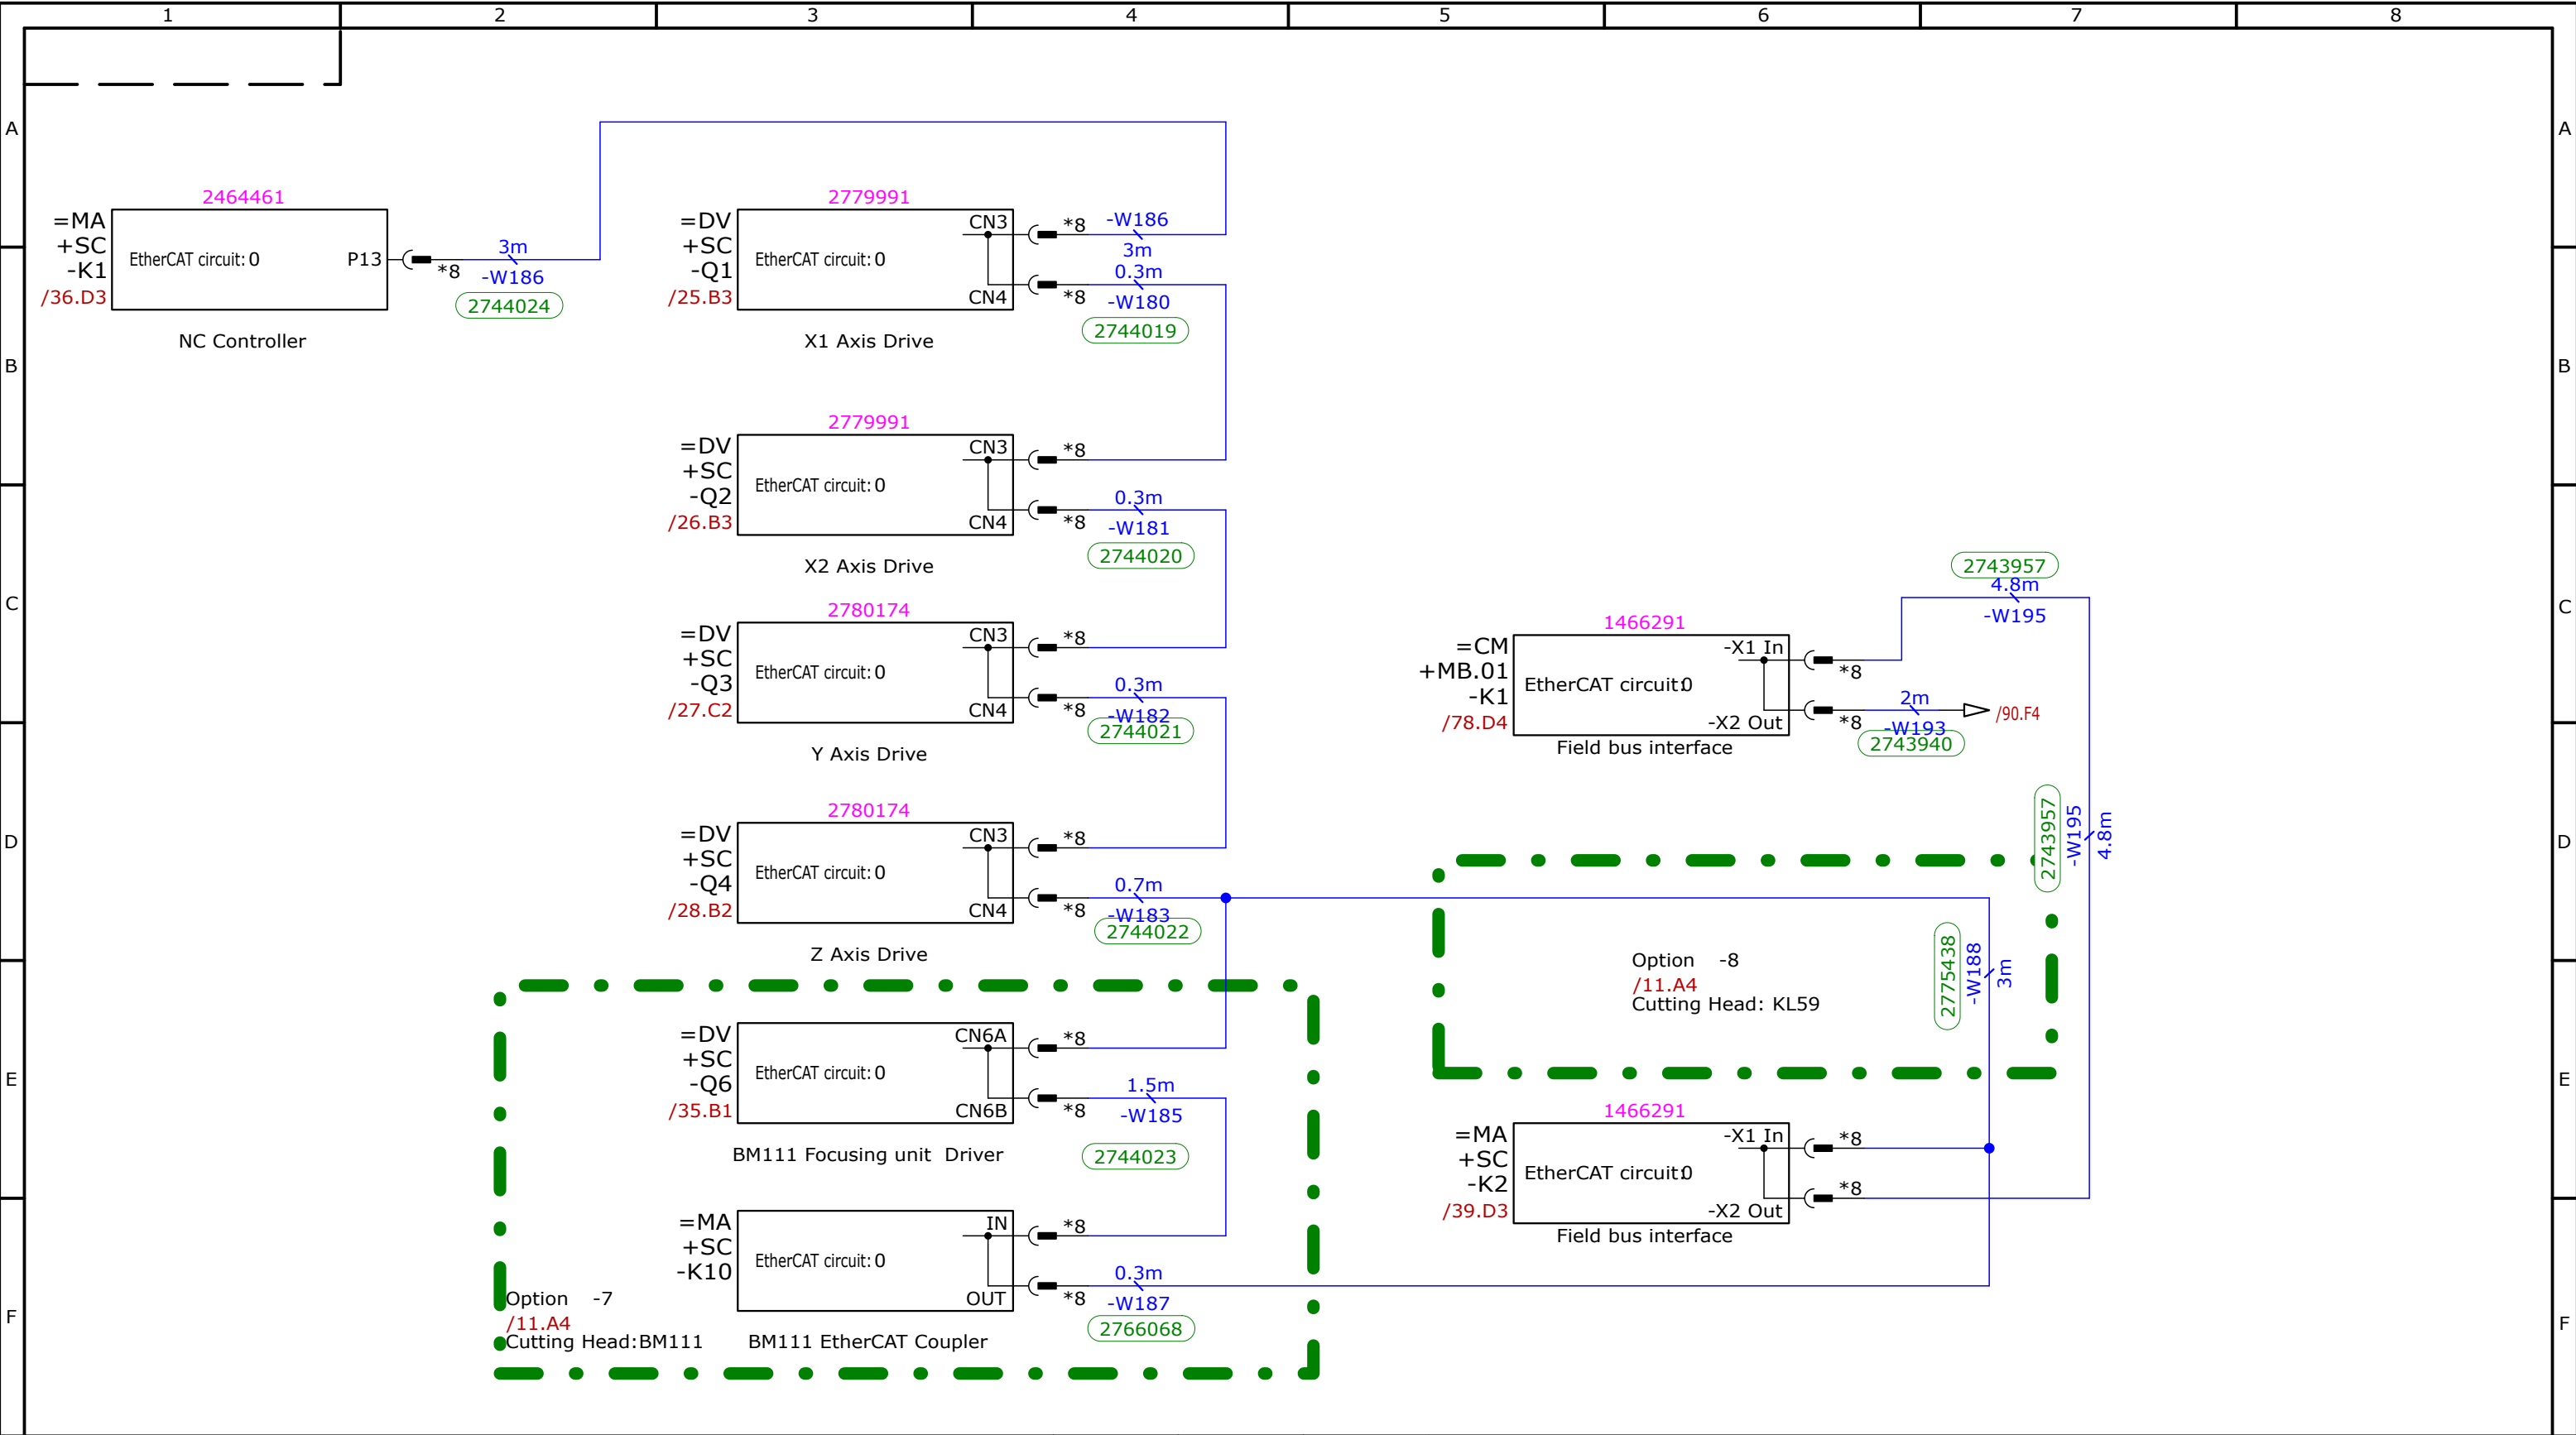 1 2 3 4 5 6 7 8
A A
B B
C C
D D
E E
F F
2464461
=MA
+SC
-K1
/36.D3
EtherCAT circuit: 0
P13
*8
3m
-W186
2744024
NC Controller
2779991
=DV
+SC
-Q1
/25.B3
EtherCAT circuit: 0
CN3
CN4
*8
*8
-W186
3m
0.3m
-W180
2744019
X1 Axis Drive
2779991
=DV
+SC
-Q2
/26.B3
EtherCAT circuit: 0
CN3
CN4
*8
*8
0.3m
-W181
2744020
X2 Axis Drive
2780174
=DV
+SC
-Q3
/27.C2
EtherCAT circuit: 0
CN3
CN4
*8
*8
0.3m
-W182
2744021
Y Axis Drive
2780174
=DV
+SC
-Q4
/28.B2
EtherCAT circuit: 0
CN3
CN4
*8
*8
0.7m
-W183
2744022
Z Axis Drive
=DV
+SC
-Q6
/35.B1
EtherCAT circuit: 0
CN6A
CN6B
*8
*8
1.5m
-W185
2744023
BM111 Focusing unit  Driver
=MA
+SC
-K10
EtherCAT circuit: 0
IN
OUT
*8
*8
0.3m
-W187
2766068
BM111 EtherCAT Coupler
Option -7
/11.A4
Cutting Head:BM111
2743957
4.8m
-W195
1466291
=CM
+MB.01
-K1
/78.D4
EtherCAT circuit:0
-X1 In
-X2 Out
*8
*8
2m
-W193
2743940
/90.F4
Field bus interface
2743957
-W195
4.8m
Option -8
/11.A4
Cutting Head: KL59
2775438
-W188
3m
1466291
=MA
+SC
-K2
/39.D3
EtherCAT circuit:0
-X1 In
-X2 Out
*8
*8
Field bus interface